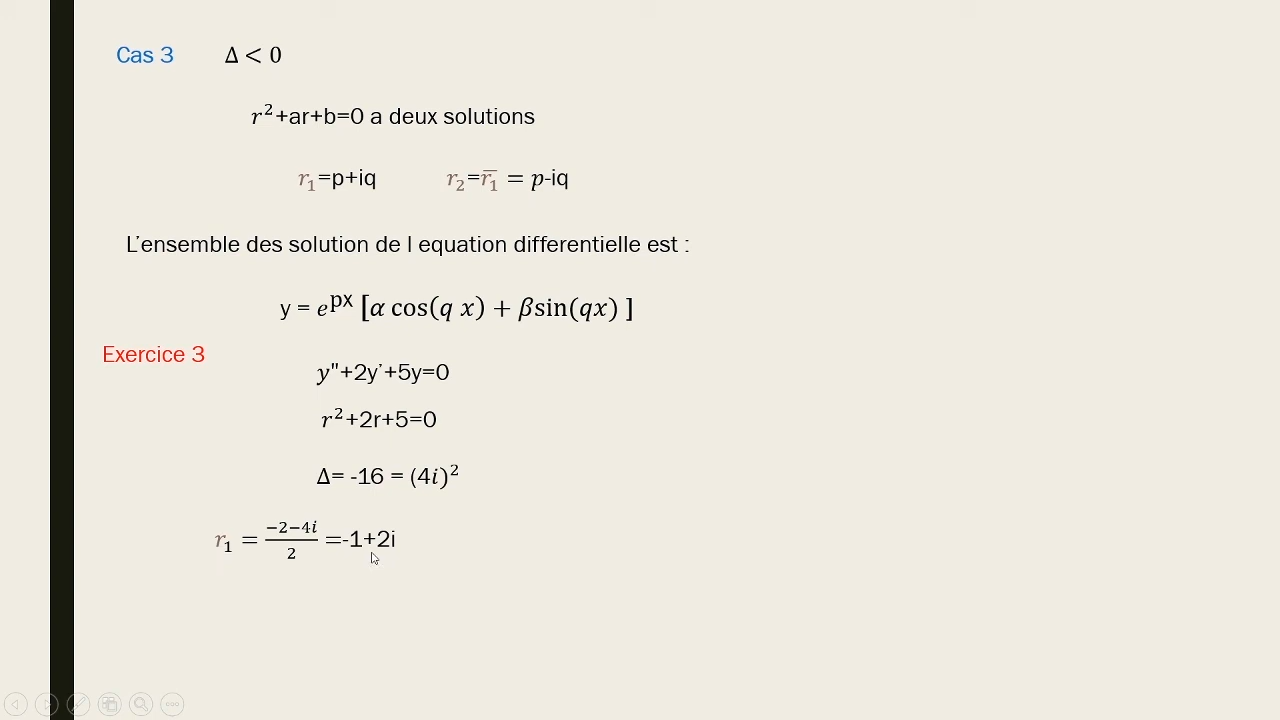 Cas 3 Δ < 0
r²+ar+b=0 a deux solutions
r₁=p+iq r₂=r̅₁ = p-iq
L'ensemble des solution de l equation differentielle est :
y = e^px [α cos(q x) + βsin(qx) ]
Exercice 3
y"+2y'+5y=0
r²+2r+5=0
Δ= -16 = (4i)²
r₁ = (−2−4i)/2 =-1+2i